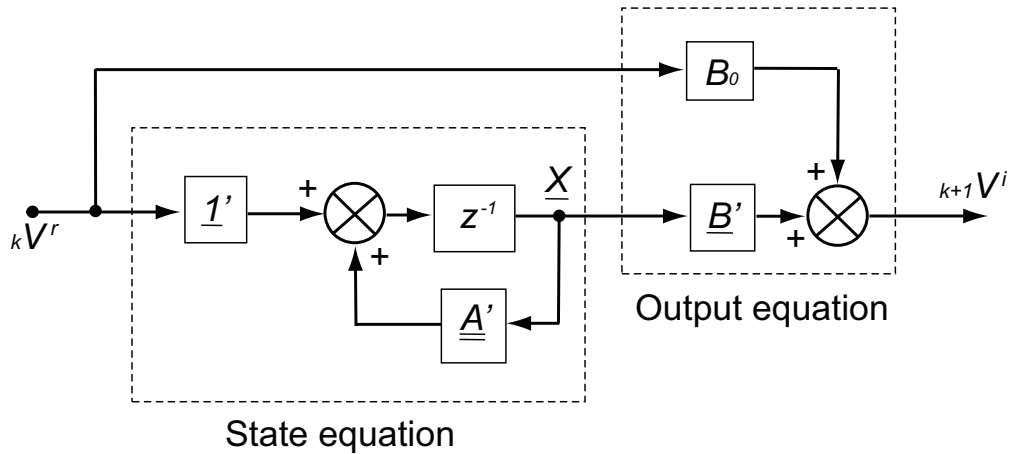 B₀
X
+
+
1'
z⁻¹
B'
+
+
k+1Vⁱ
kVʳ
A'
Output equation
State equation